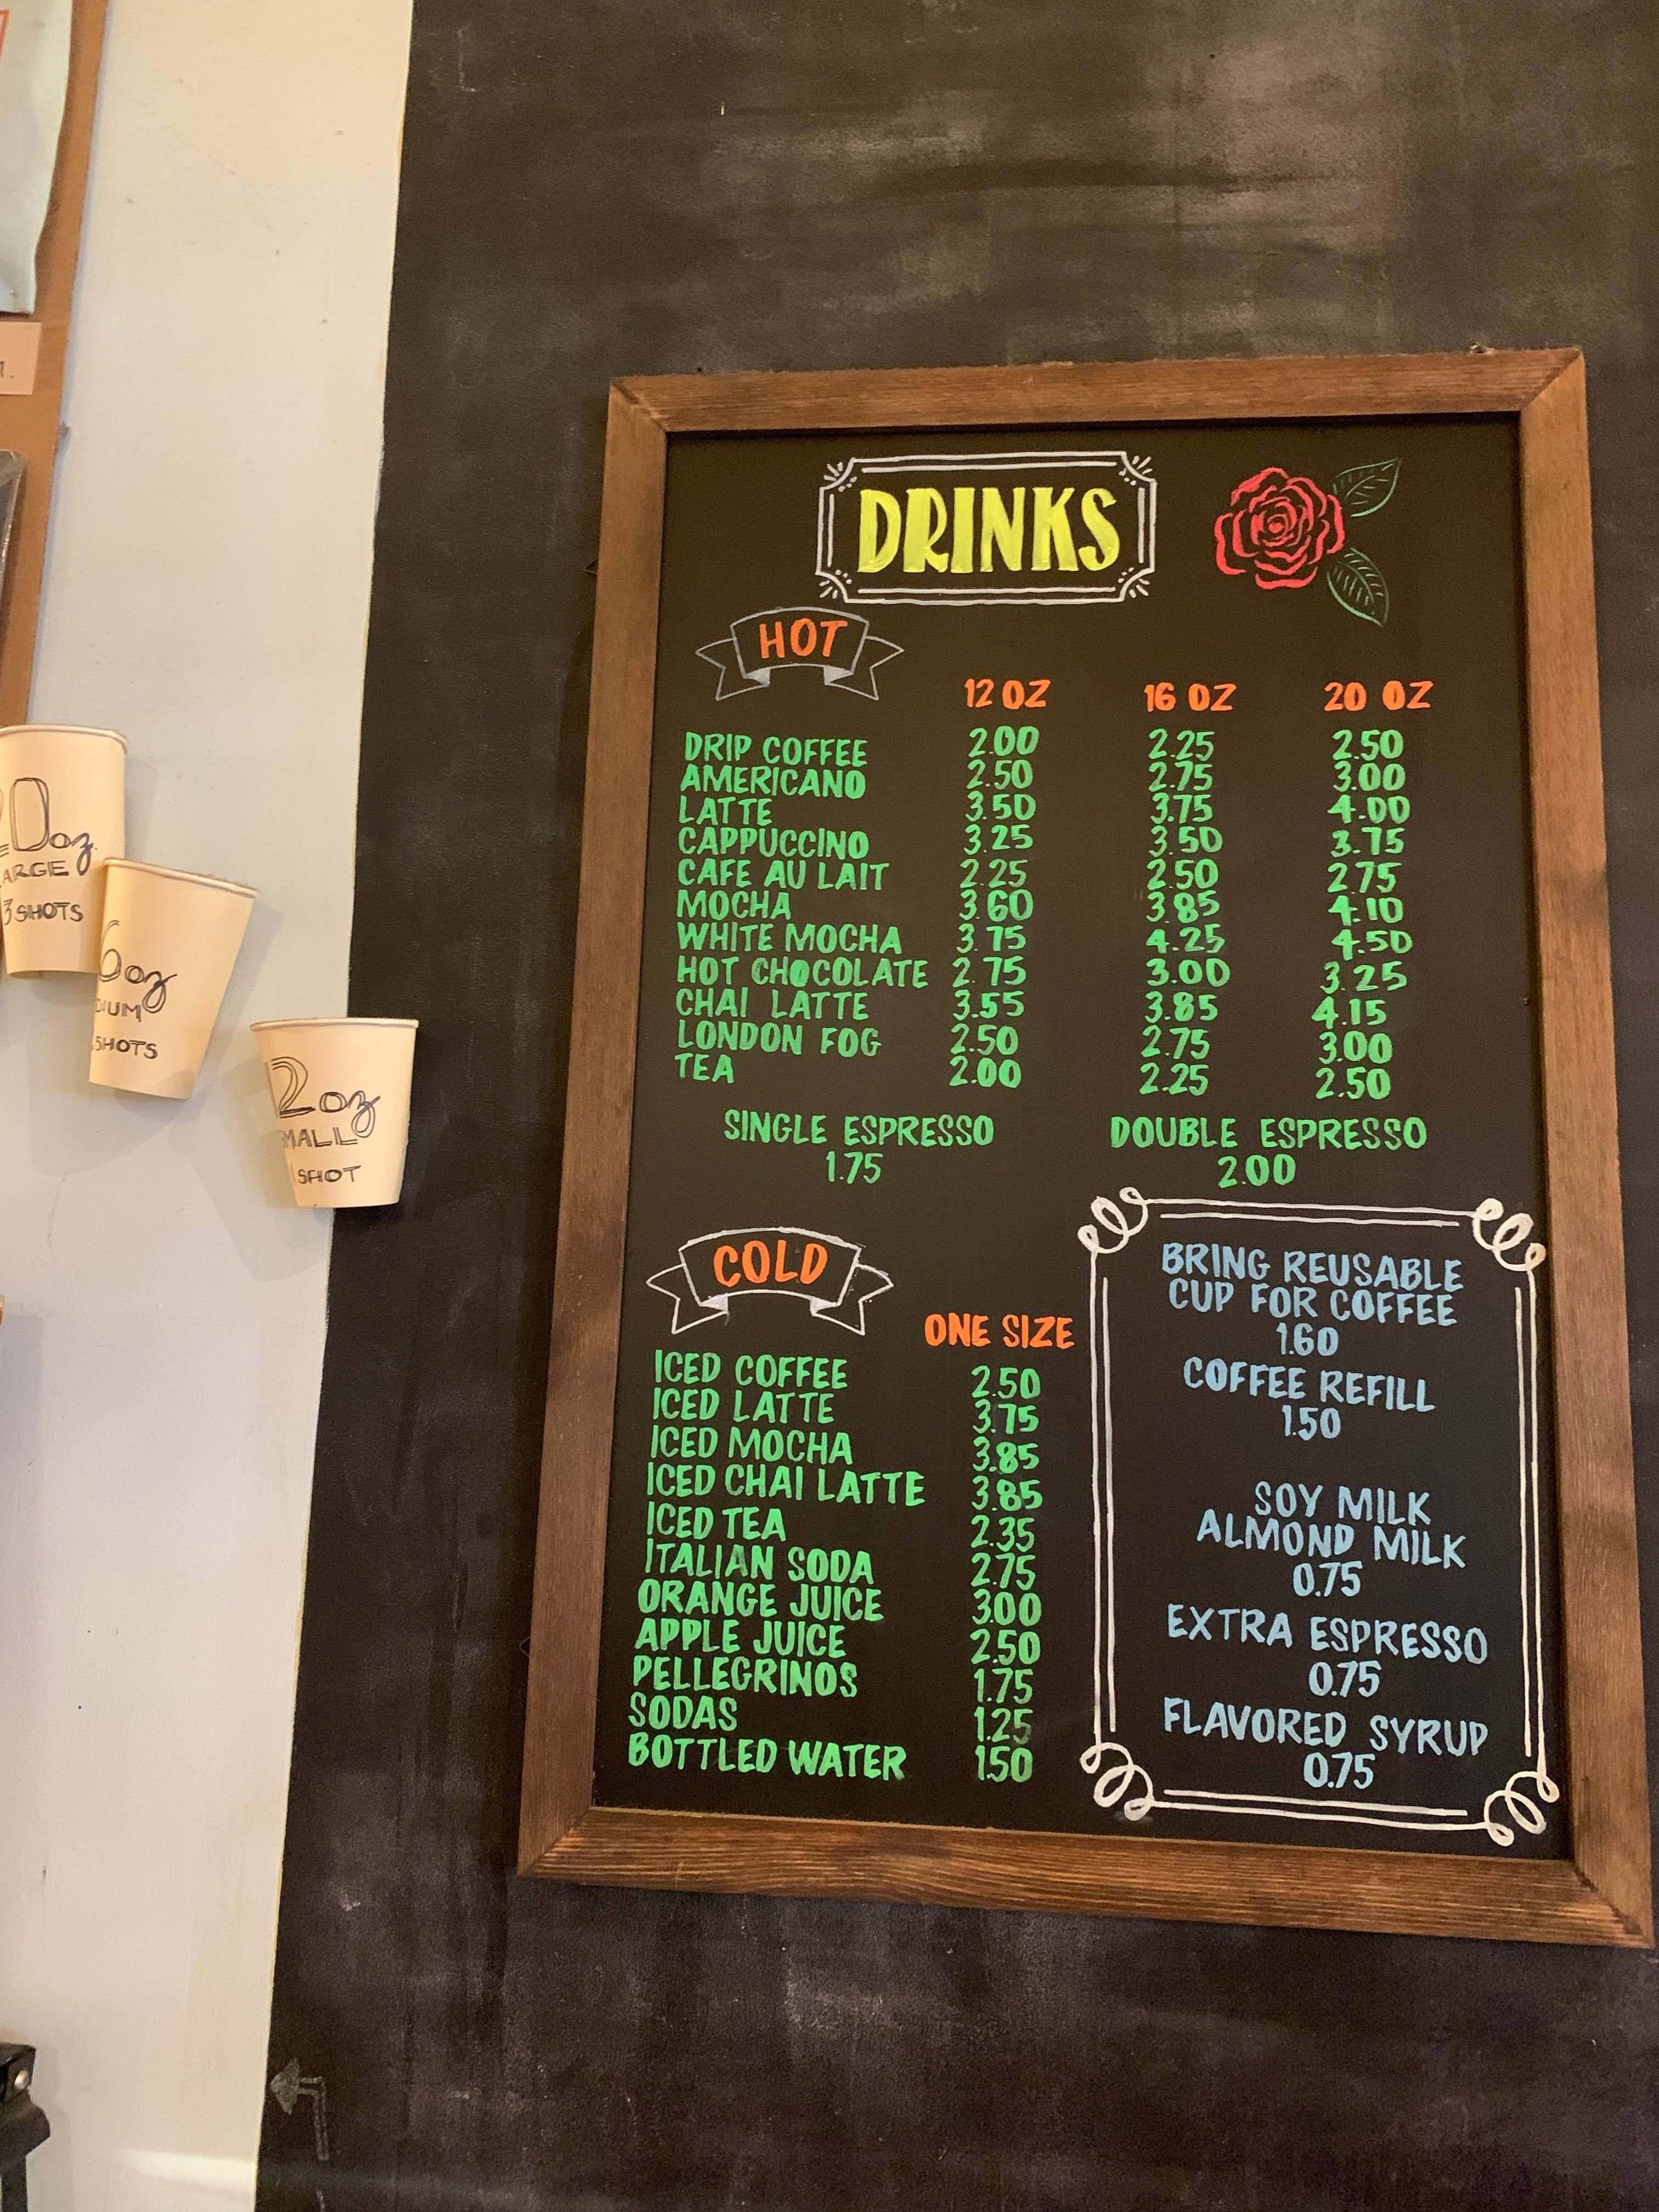 DRINKS
HOT
12 OZ 16 OZ 20 OZ
DRIP COFFEE 2.00 2.25 2.50
AMERICANO 2.50 2.75 3.00
LATTE 3.50 3.75 4.00
CAPPUCCINO 3.25 3.50 3.75
CAFE AU LAIT 2.25 2.50 2.75
MOCHA 3.60 3.85 4.10
WHITE MOCHA 3.75 4.25 4.50
HOT CHOCOLATE 2.75 3.00 3.25
CHAI LATTE 3.55 3.85 4.15
LONDON FOG 2.50 2.75 3.00
TEA 2.00 2.25 2.50
SINGLE ESPRESSO DOUBLE ESPRESSO
1.75 2.00
COLD
ONE SIZE
ICED COFFEE 2.50
ICED LATTE 3.75
ICED MOCHA 3.85
ICED CHAI LATTE 3.85
ICED TEA 2.35
ITALIAN SODA 2.75
ORANGE JUICE 3.00
APPLE JUICE 2.50
PELLEGRINOS 1.75
SODAS 1.25
BOTTLED WATER 1.50
BRING REUSABLE
CUP FOR COFFEE
1.60
COFFEE REFILL
1.50
SOY MILK
ALMOND MILK
0.75
EXTRA ESPRESSO
0.75
FLAVORED SYRUP
0.75
20oz
ARGE
3 SHOTS
6oz
DIUM
SHOTS
2oz
SMALL
1 SHOT